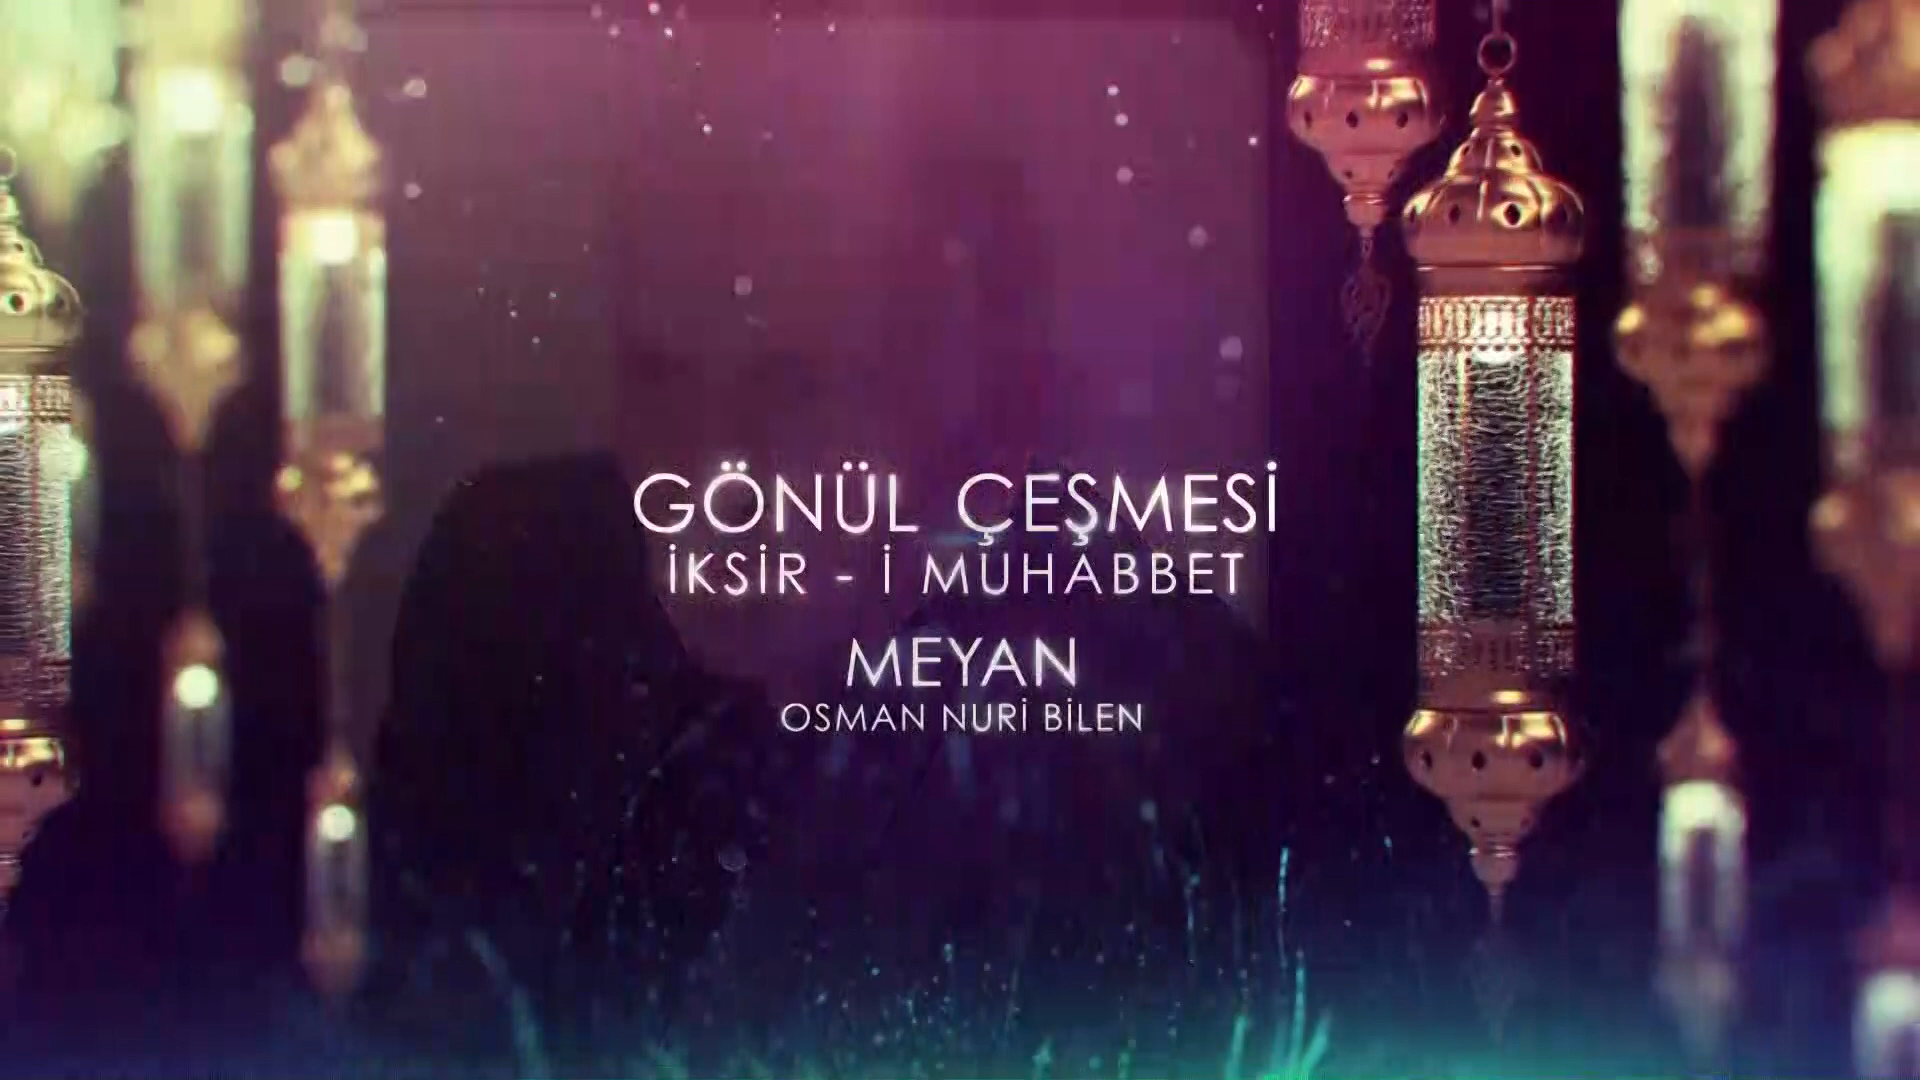 GÖNÜL ÇEŞMESİ
İKSİR - İ MUHABBET
MEYAN
OSMAN NURİ BİLEN